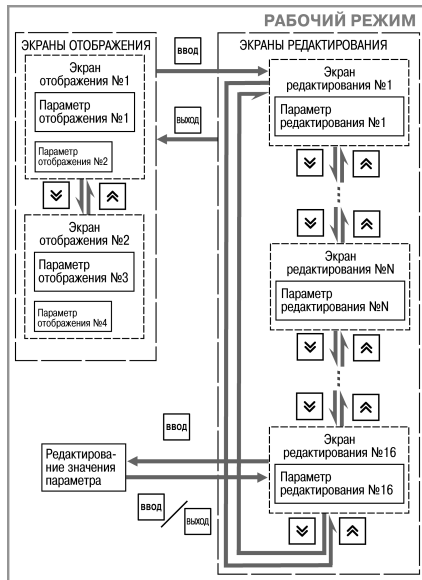 РАБОЧИЙ РЕЖИМ
ЭКРАНЫ ОТОБРАЖЕНИЯ
Экран
отображения №1
Параметр
отображения №1
Параметр
отображения №2
Экран
отображения №2
Параметр
отображения №3
Параметр
отображения №4
ВВОД
ВЫХОД
ЭКРАНЫ РЕДАКТИРОВАНИЯ
Экран
редактирования №1
Параметр
редактирования №1
Экран
редактирования №N
Параметр
редактирования №N
Экран
редактирования №16
Параметр
редактирования №16
ВВОД
Редактирова-
ние значения
параметра
ВВОД
ВЫХОД